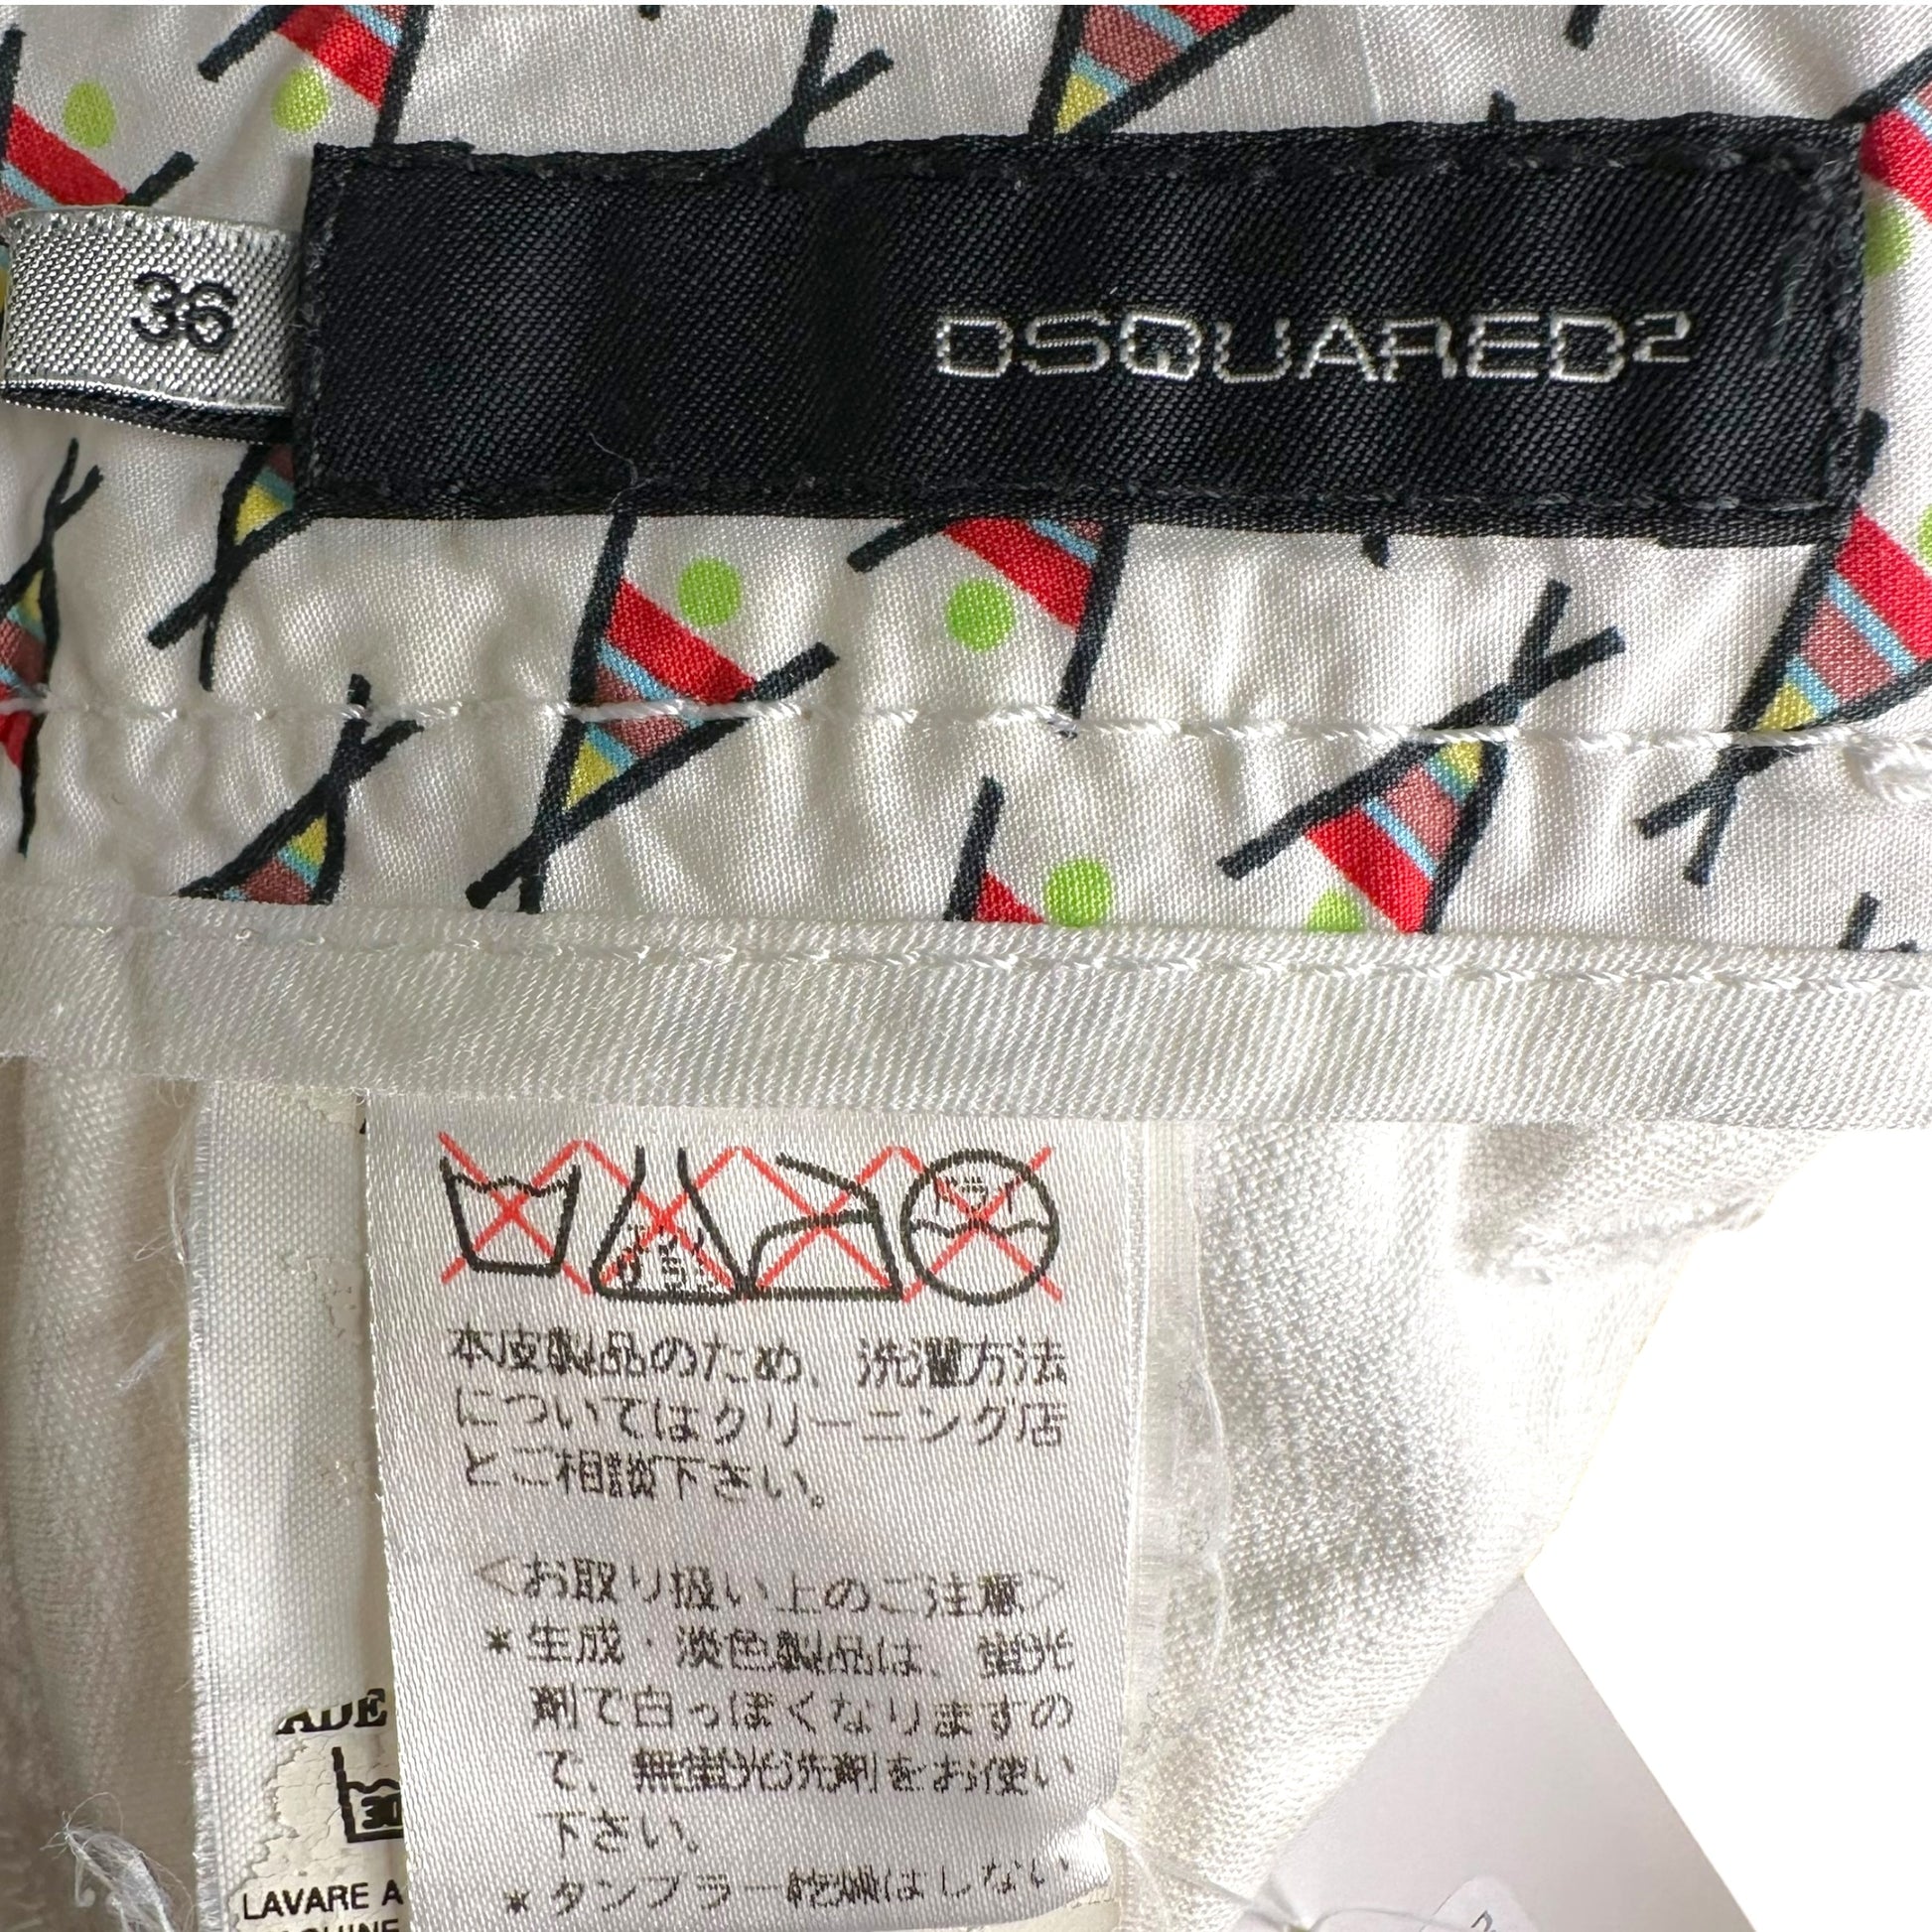 36
DSQUARED2
本皮製品のため、洗濯方法
についてはクリーニング店
とご相談下さい。
<お取り扱い上のご注意>
*生成・淡色製品は、蛍光
剤で白っぽくなりますの
で、無蛍光洗剤をお使い
下さい。
*タンブラー乾燥はしない
ADE
30
LAVARE A